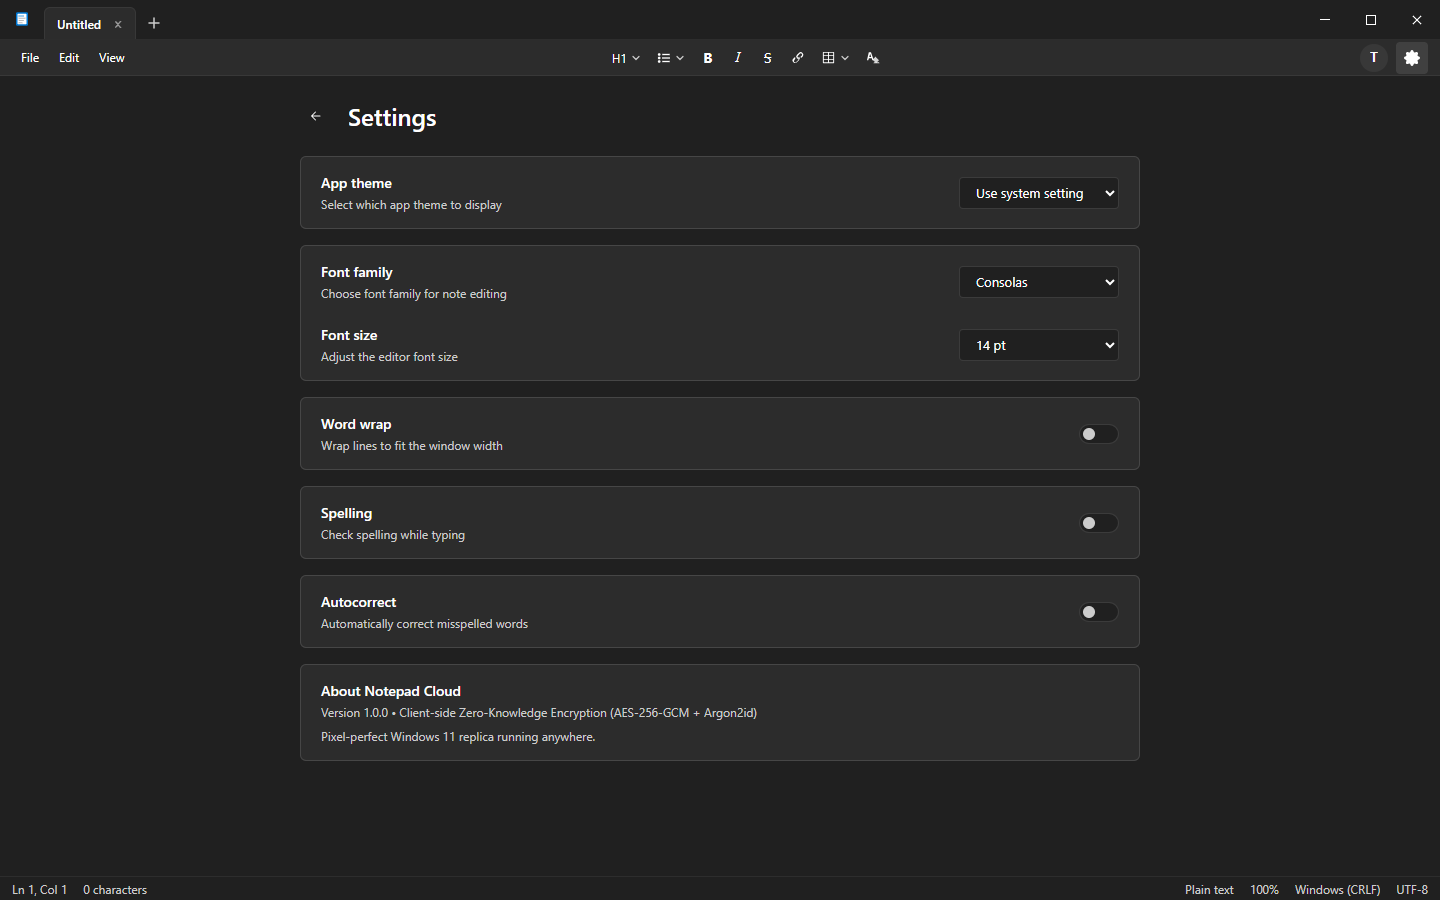 Untitled
File Edit View H1 B I S T
Settings
App theme
Select which app theme to display
Use system setting
Font family
Choose font family for note editing
Consolas
Font size
Adjust the editor font size
14 pt
Word wrap
Wrap lines to fit the window width
Spelling
Check spelling while typing
Autocorrect
Automatically correct misspelled words
About Notepad Cloud
Version 1.0.0 • Client-side Zero-Knowledge Encryption (AES-256-GCM + Argon2id)
Pixel-perfect Windows 11 replica running anywhere.
Ln 1, Col 1 0 characters Plain text 100% Windows (CRLF) UTF-8